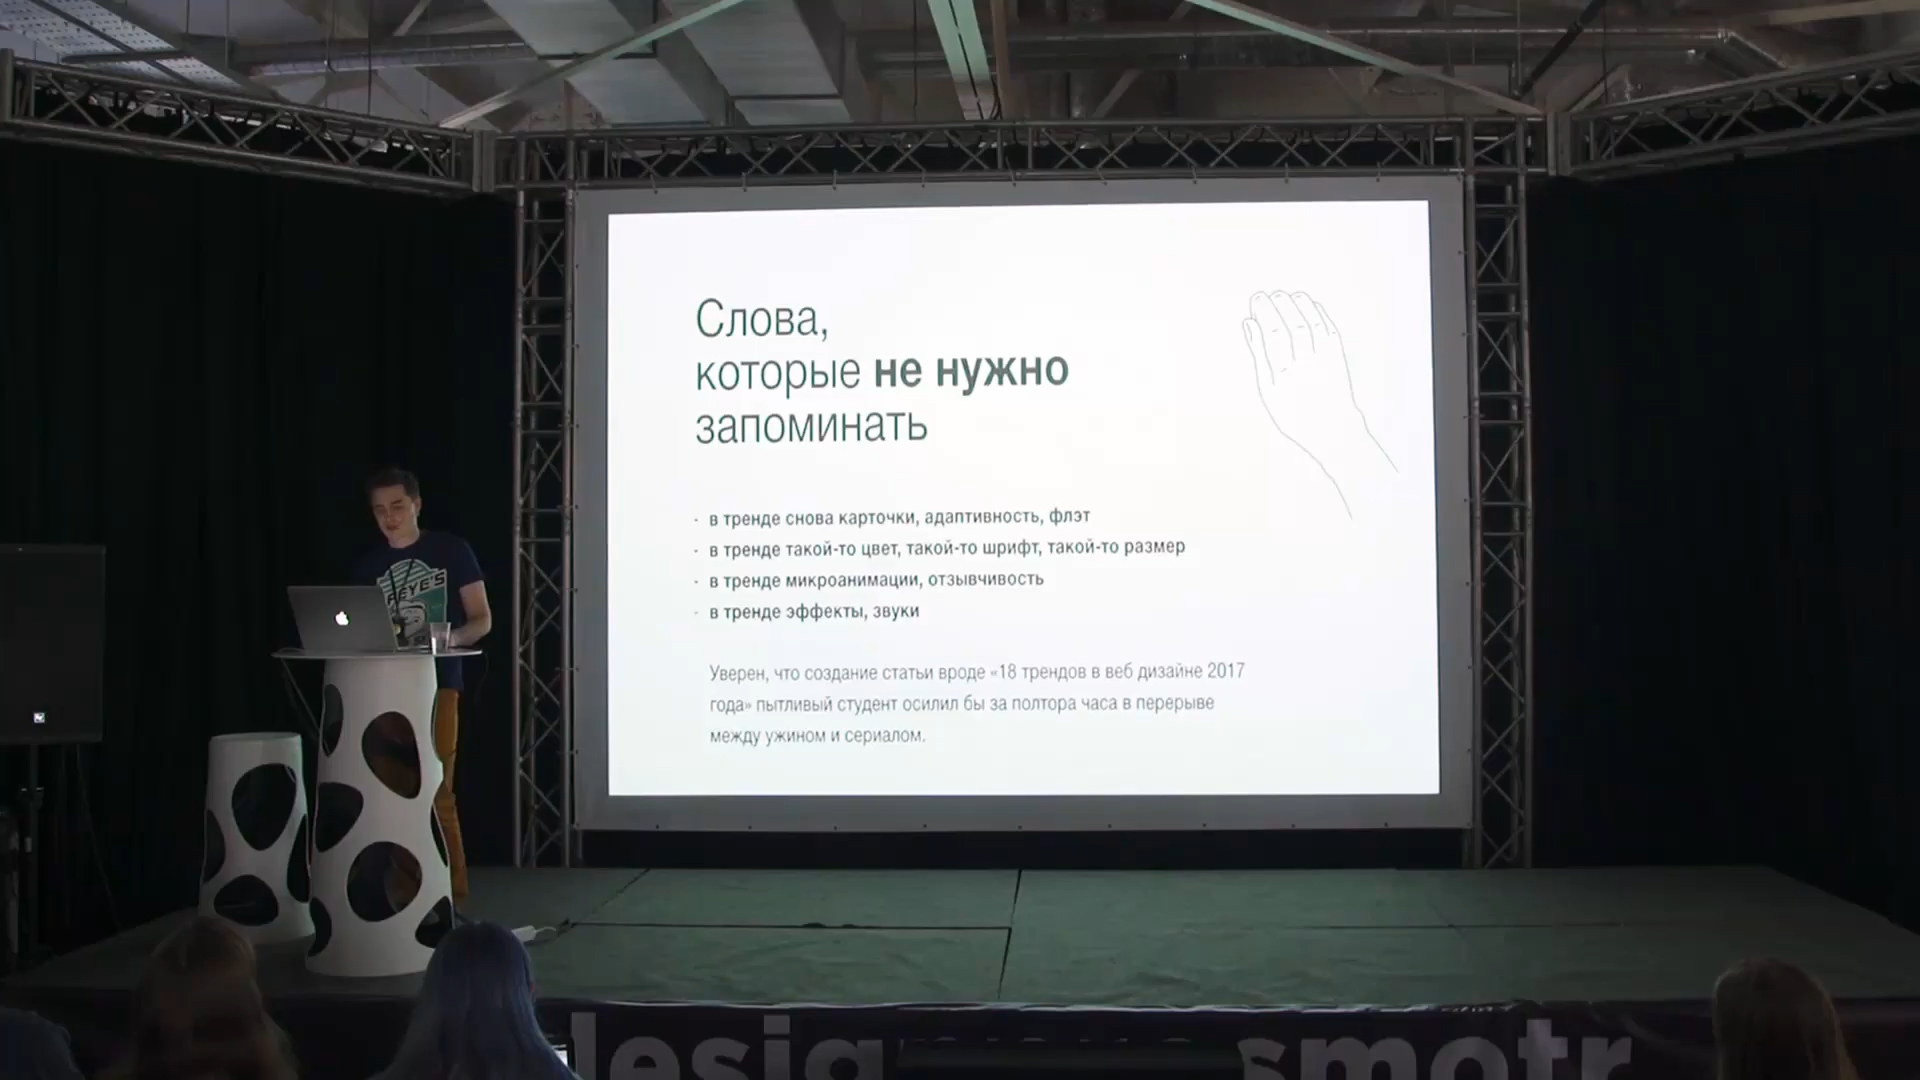 Слова,
которые не нужно
запоминать
· в тренде снова карточки, адаптивность, флэт
· в тренде такой-то цвет, такой-то шрифт, такой-то размер
· в тренде микроанимации, отзывчивость
· в тренде эффекты, звуки
Уверен, что создание статьи вроде «18 трендов в веб дизайне 2017
года» пытливый студент осилил бы за полтора часа в перерыве
между ужином и сериалом.